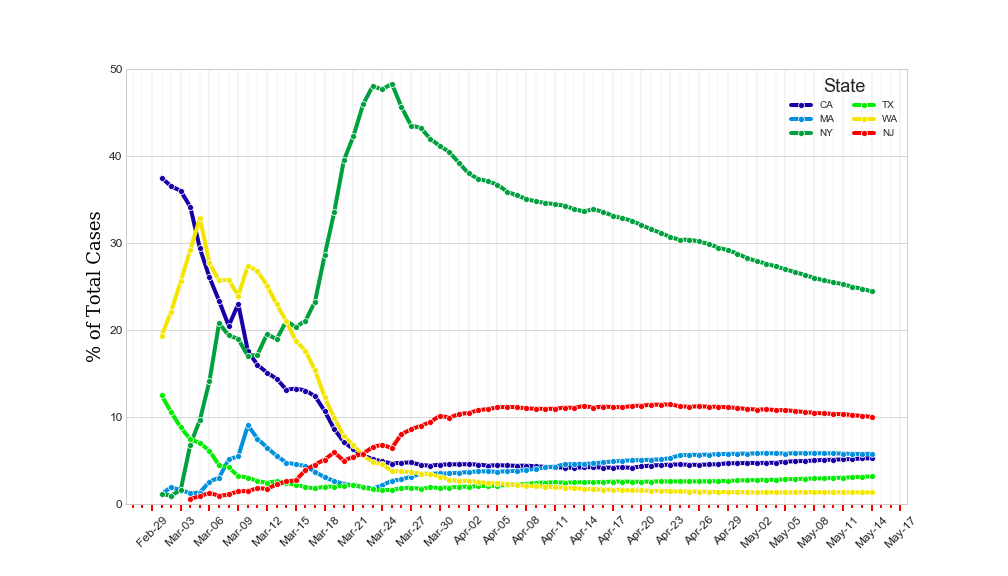 50
40
30
20
10
0
% of Total Cases
State
CA TX
MA WA
NY NJ
Feb-29 Mar-03 Mar-06 Mar-09 Mar-12 Mar-15 Mar-18 Mar-21 Mar-24 Mar-27 Mar-30 Apr-02 Apr-05 Apr-08 Apr-11 Apr-14 Apr-17 Apr-20 Apr-23 Apr-26 Apr-29 May-02 May-05 May-08 May-11 May-14 May-17